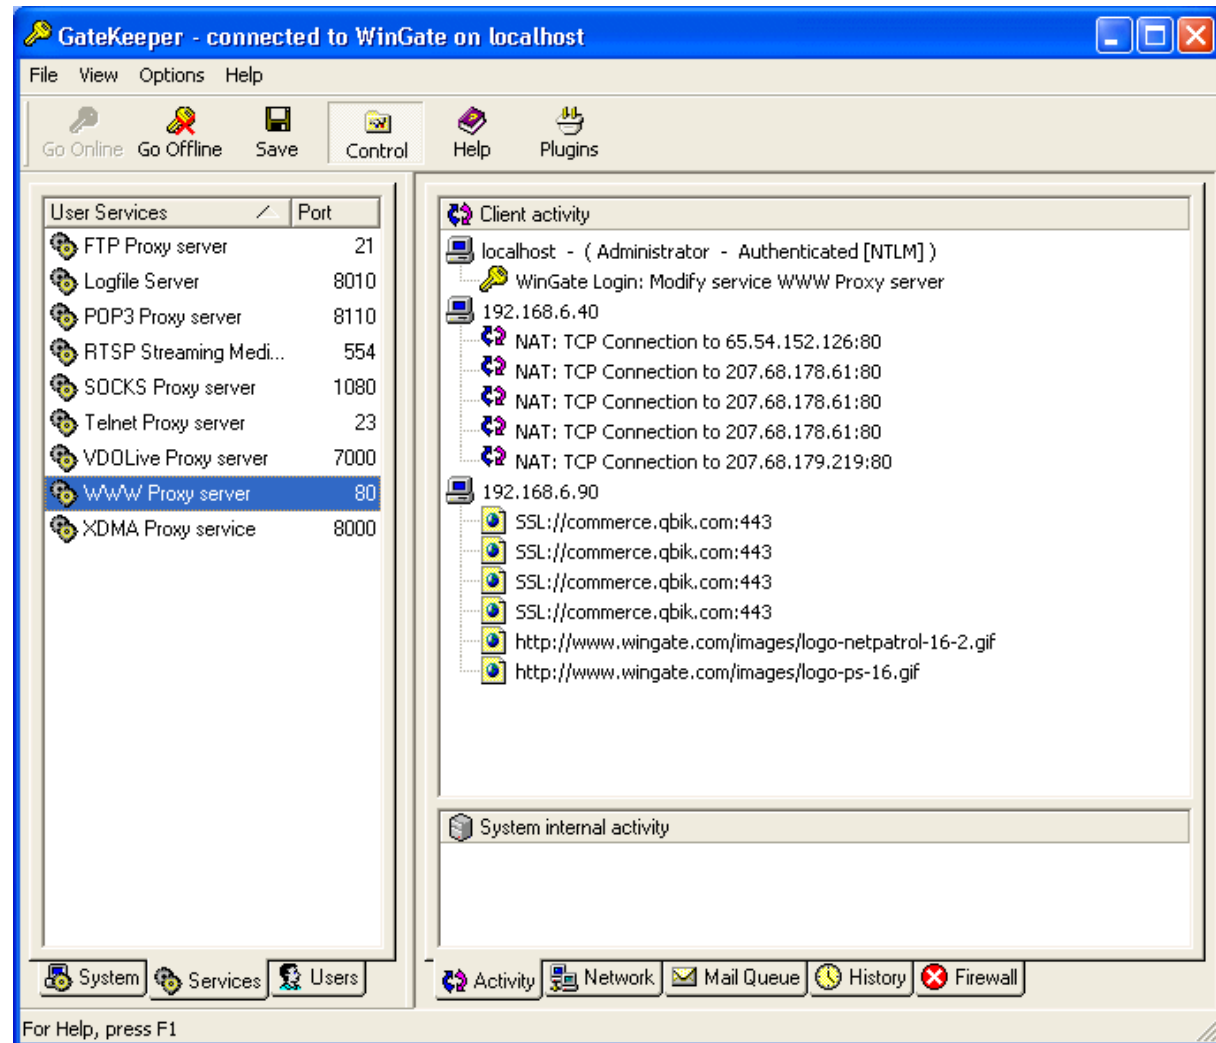 GateKeeper - connected to WinGate on localhost
File View Options Help
Go Online Go Offline Save Control Help Plugins
User Services Port
FTP Proxy server 21
Logfile Server 8010
POP3 Proxy server 8110
RTSP Streaming Medi... 554
SOCKS Proxy server 1080
Telnet Proxy server 23
VDOLive Proxy server 7000
WWW Proxy server 80
XDMA Proxy service 8000
System Services Users
Client activity
localhost - ( Administrator - Authenticated [NTLM] )
WinGate Login: Modify service WWW Proxy server
192.168.6.40
NAT: TCP Connection to 65.54.152.126:80
NAT: TCP Connection to 207.68.178.61:80
NAT: TCP Connection to 207.68.178.61:80
NAT: TCP Connection to 207.68.178.61:80
NAT: TCP Connection to 207.68.179.219:80
192.168.6.90
SSL://commerce.qbik.com:443
SSL://commerce.qbik.com:443
SSL://commerce.qbik.com:443
SSL://commerce.qbik.com:443
http://www.wingate.com/images/logo-netpatrol-16-2.gif
http://www.wingate.com/images/logo-ps-16.gif
System internal activity
Activity Network Mail Queue History Firewall
For Help, press F1